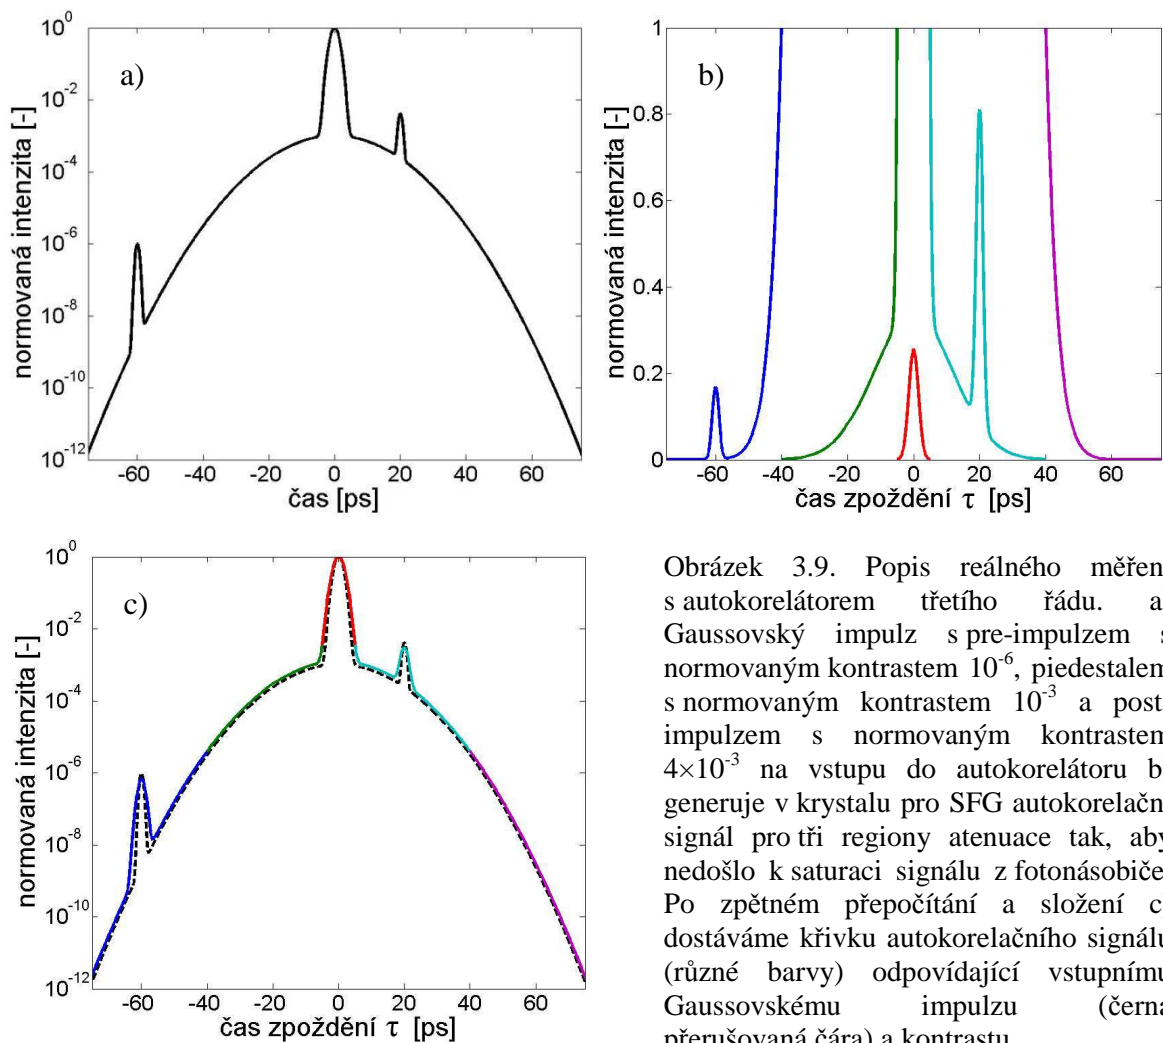 10^0
10^-2
10^-4
10^-6
10^-8
10^-10
10^-12
-60 -40 -20 0 20 40 60
normovaná intenzita [-]
čas [ps]
a)
1
0.8
0.6
0.4
0.2
0
-60 -40 -20 0 20 40 60
normovaná intenzita [-]
čas zpoždění τ [ps]
b)
10^0
10^-2
10^-4
10^-6
10^-8
10^-10
10^-12
-60 -40 -20 0 20 40 60
normovaná intenzita [-]
čas zpoždění τ [ps]
c)
Obrázek 3.9. Popis reálného měřen
s autokorelátorem třetího řádu. a
Gaussovský impulz s pre-impulzem s
normovaným kontrastem 10^-6, piedestalem
s normovaným kontrastem 10^-3 a post
impulzem s normovaným kontrastem
4×10^-3 na vstupu do autokorelátoru b
generuje v krystalu pro SFG autokorelačn
signál pro tři regiony atenuace tak, aby
nedošlo k saturaci signálu z fotonásobiče
Po zpětném přepočítání a složení c
dostáváme křivku autokorelačního signálu
(různé barvy) odpovídající vstupnímu
Gaussovskému impulzu (černá
přerušovaná čára) a kontrastu